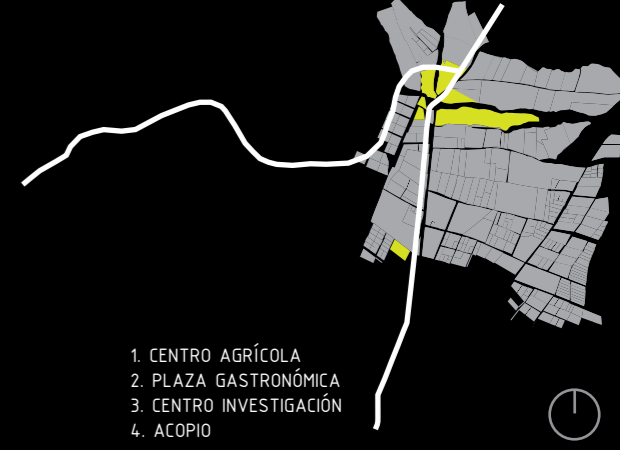 1. CENTRO AGRÍCOLA
2. PLAZA GASTRONÓMICA
3. CENTRO INVESTIGACIÓN
4. ACOPIO